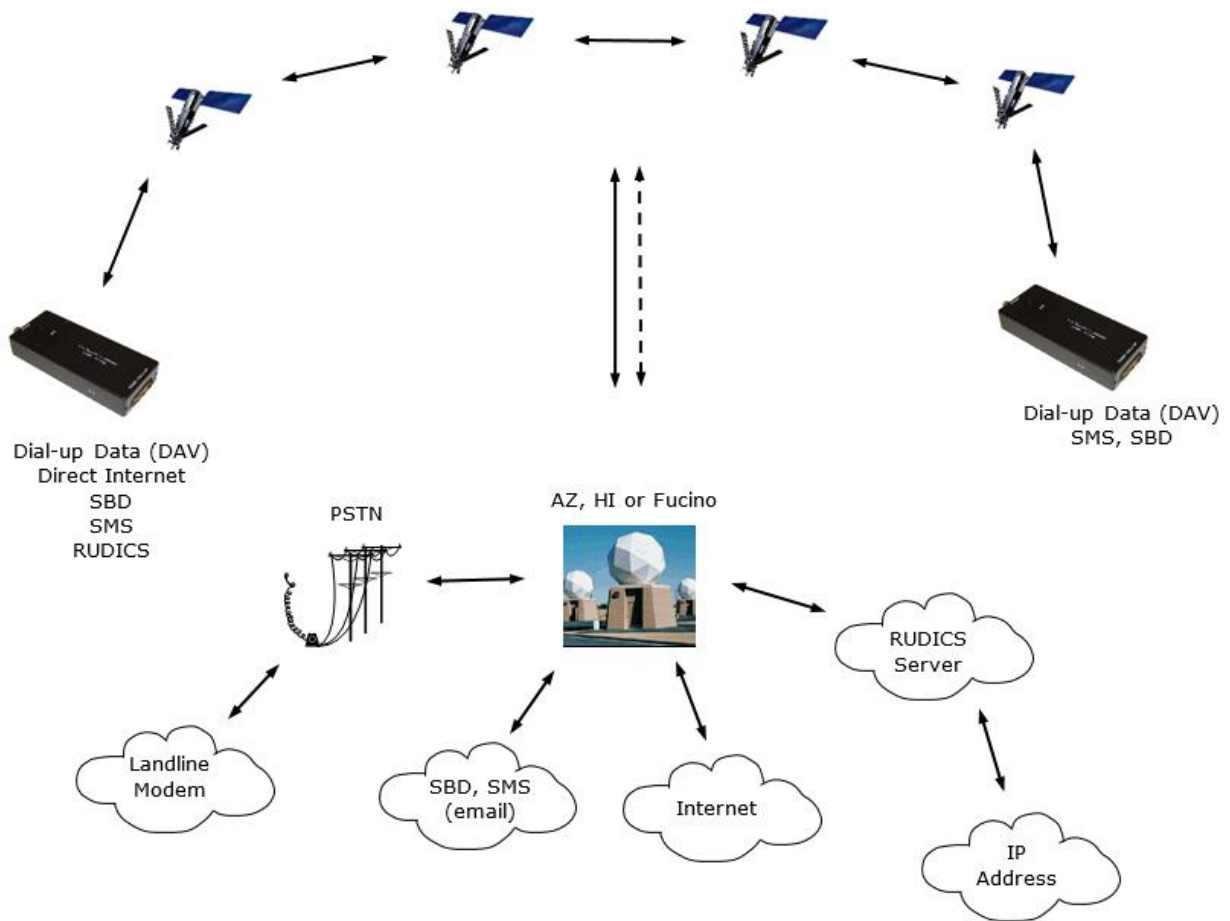 Dial-up Data (DAV)
Direct Internet
SBD
SMS
RUDICS
Dial-up Data (DAV)
SMS, SBD
PSTN
AZ, HI or Fucino
RUDICS
Server
Landline
Modem
SBD, SMS
(email)
Internet
IP
Address